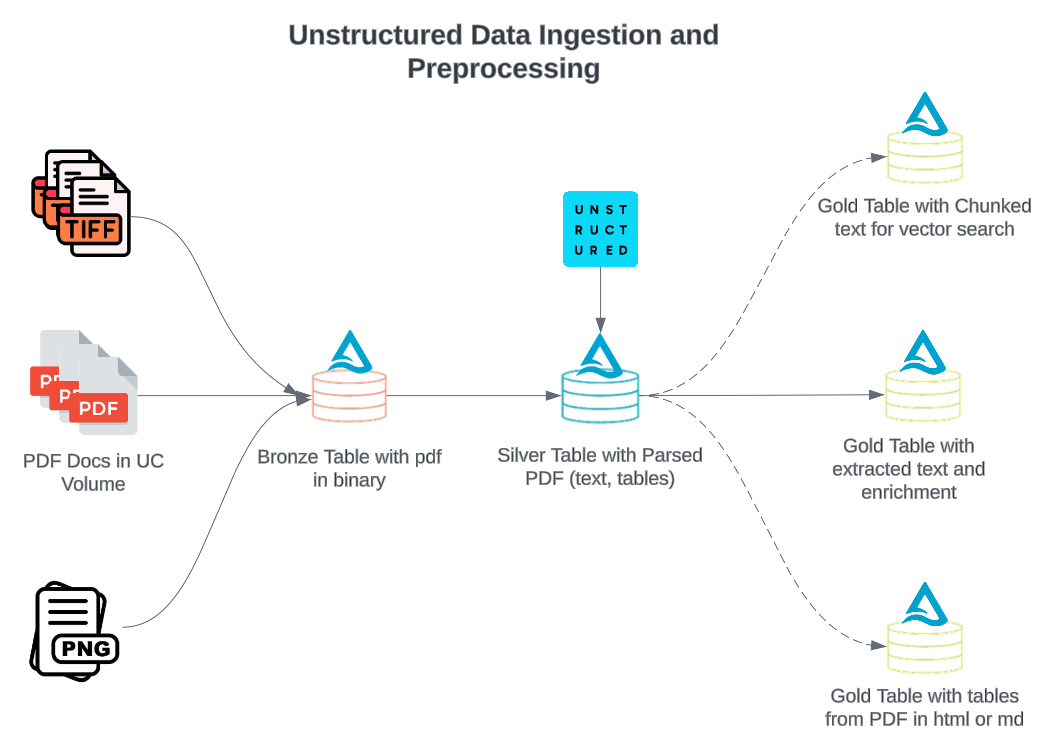 Unstructured Data Ingestion and
Preprocessing
TIFF
UNST
RUCT
URED
Gold Table with Chunked
text for vector search
PDF
PDF Docs in UC
Volume
Bronze Table with pdf
in binary
Silver Table with Parsed
PDF (text, tables)
Gold Table with
extracted text and
enrichment
PNG
Gold Table with tables
from PDF in html or md